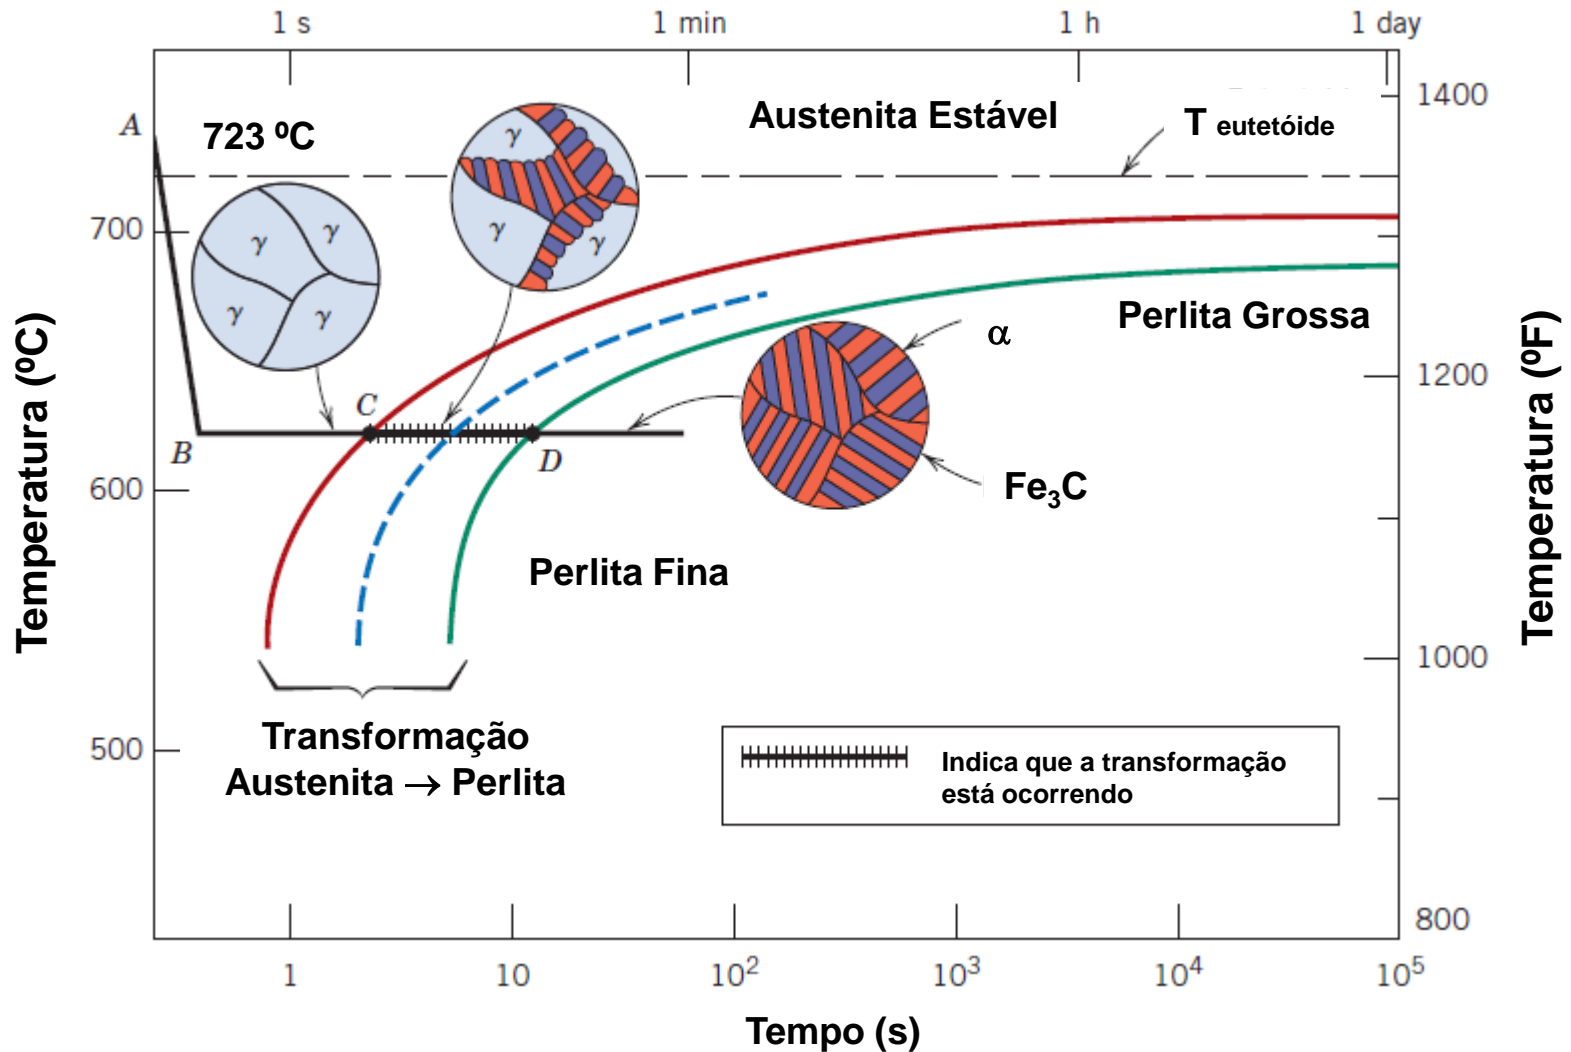 1 s
1 min
1 h
1 day
A
723 ºC
γ
Austenita Estável
T eutetóide
1400
700
γ
γ
γ
γ
γ
γ
Perlita Grossa
α
1200
C
B
D
600
Fe₃C
Perlita Fina
Temperatura (ºC)
Temperatura (ºF)
1000
Transformação
Austenita → Perlita
500
Indica que a transformação
está ocorrendo
800
1
10
10²
10³
10⁴
10⁵
Tempo (s)